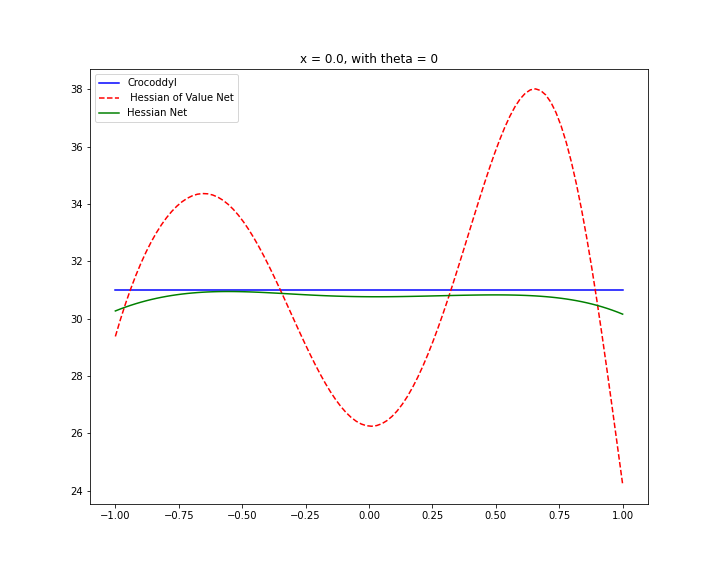 x = 0.0, with theta = 0
Crocoddyl
Hessian of Value Net
Hessian Net
38
36
34
32
30
28
26
24
−1.00 −0.75 −0.50 −0.25 0.00 0.25 0.50 0.75 1.00